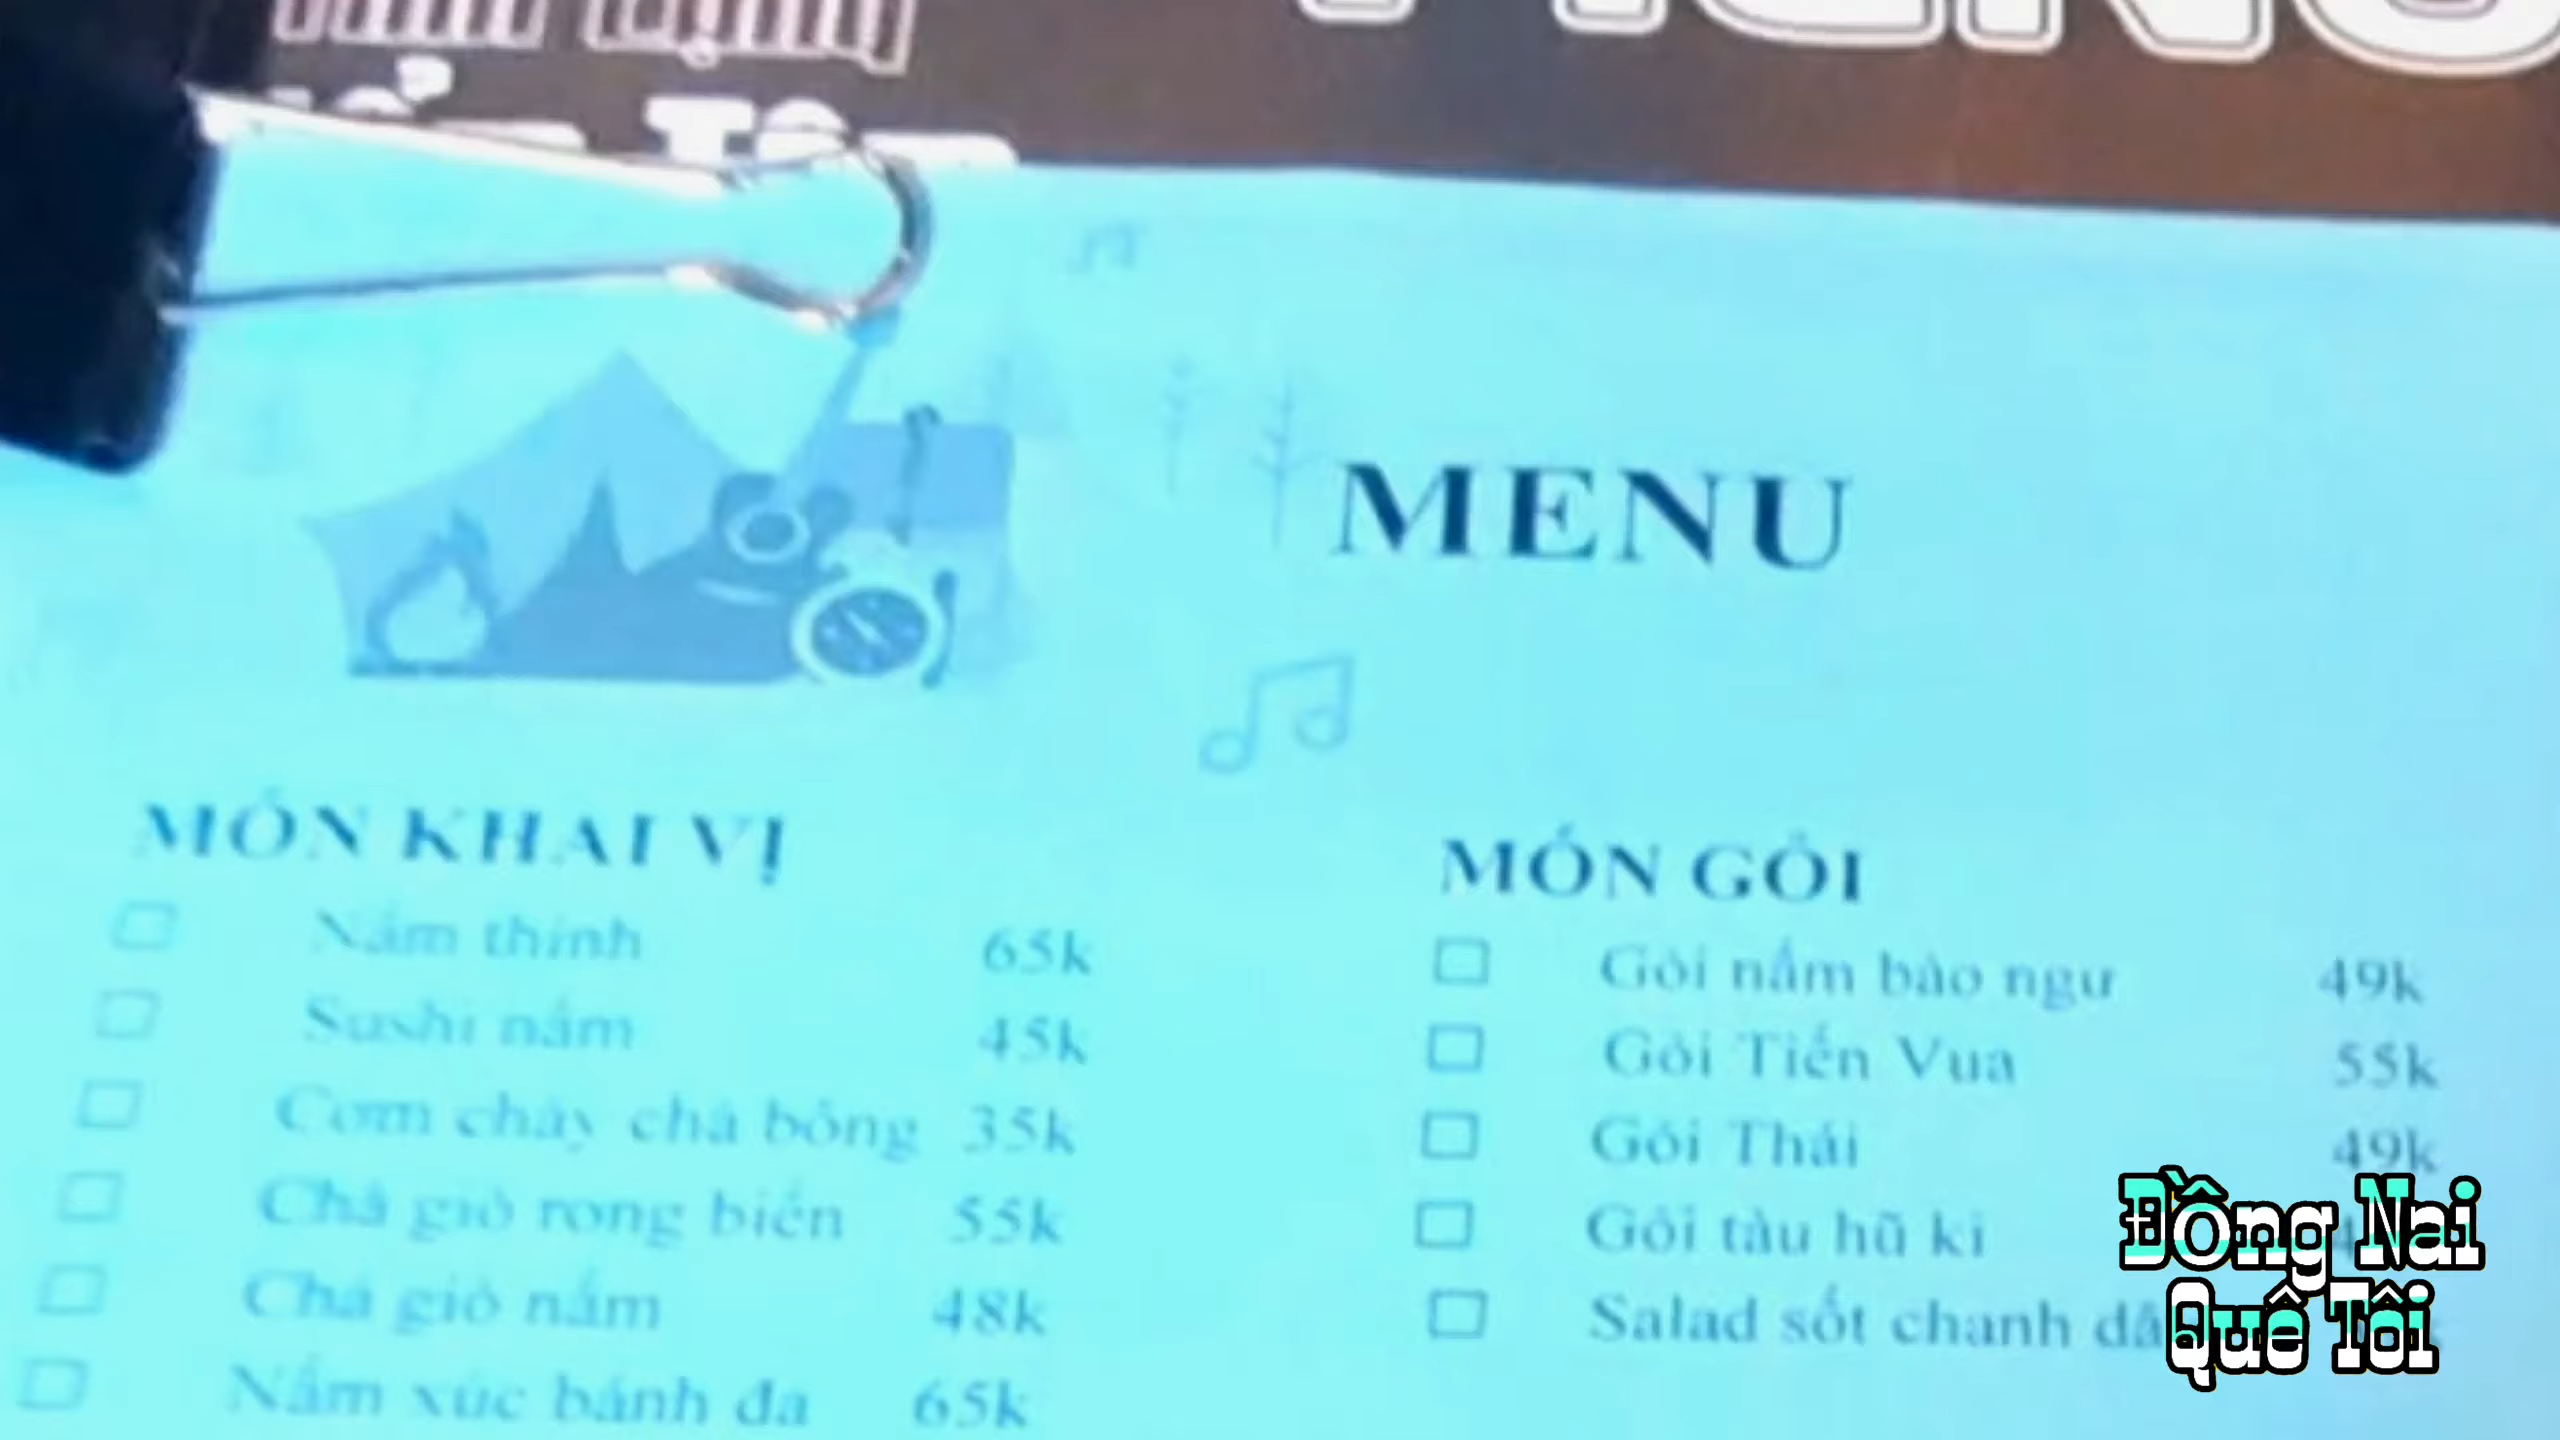 MENU
MÓN KHAI VỊ
Nấm thính 65k
Sushi nấm 45k
Cơm cháy chà bông 35k
Chả giò rong biển 55k
Chả giò nấm 48k
Nấm xúc bánh đa 65k
MÓN GỎI
Gỏi nấm bào ngư 49k
Gỏi Tiến Vua 55k
Gỏi Thái 49k
Gỏi tàu hũ ki
Salad sốt chanh dây
Đồng Nai
Quê Tôi